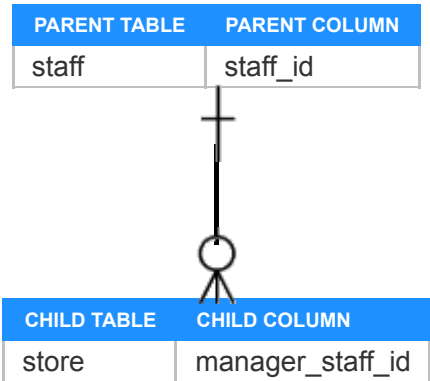 PARENT TABLE PARENT COLUMN
staff staff_id
CHILD TABLE CHILD COLUMN
store manager_staff_id